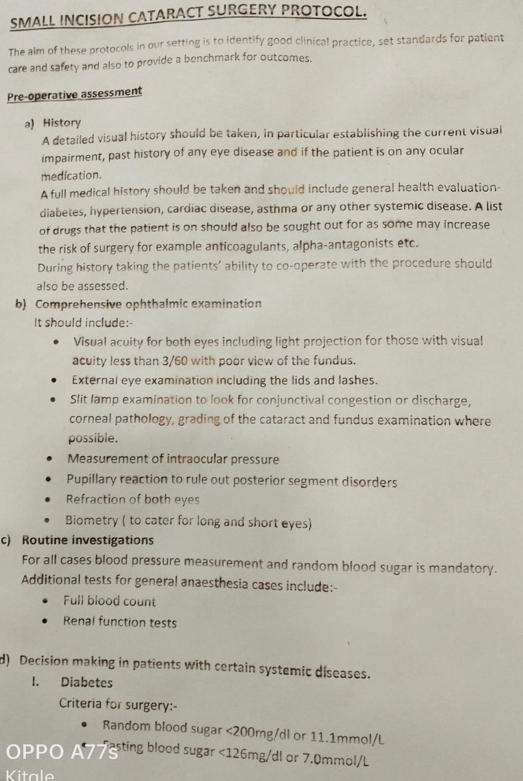 SMALL INCISION CATARACT SURGERY PROTOCOL.
The aim of these protocols in our setting is to identify good clinical practice, set standards for patient
care and safety and also to provide a benchmark for outcomes.
Pre-operative assessment
a) History
A detailed visual history should be taken, in particular establishing the current visual
impairment, past history of any eye disease and if the patient is on any ocular
medication.
A full medical history should be taken and should include general health evaluation-
diabetes, hypertension, cardiac disease, asthma or any other systemic disease. A list
of drugs that the patient is on should also be sought out for as some may increase
the risk of surgery for example anticoagulants, alpha-antagonists etc.
During history taking the patients' ability to co-operate with the procedure should
also be assessed.
b) Comprehensive ophthalmic examination
It should include:-
• Visual acuity for both eyes including light projection for those with visual
acuity less than 3/60 with poor view of the fundus.
• External eye examination including the lids and lashes.
• Slit lamp examination to look for conjunctival congestion or discharge,
corneal pathology, grading of the cataract and fundus examination where
possible.
• Measurement of intraocular pressure
• Pupillary reaction to rule out posterior segment disorders
• Refraction of both eyes
• Biometry ( to cater for long and short eyes)
c) Routine investigations
For all cases blood pressure measurement and random blood sugar is mandatory.
Additional tests for general anaesthesia cases include:-
• Full blood count
• Renal function tests
d) Decision making in patients with certain systemic diseases.
I. Diabetes
Criteria for surgery:-
• Random blood sugar <200mg/dl or 11.1mmol/L
• Fasting blood sugar <126mg/dl or 7.0mmol/L
OPPO A77s
Kitale